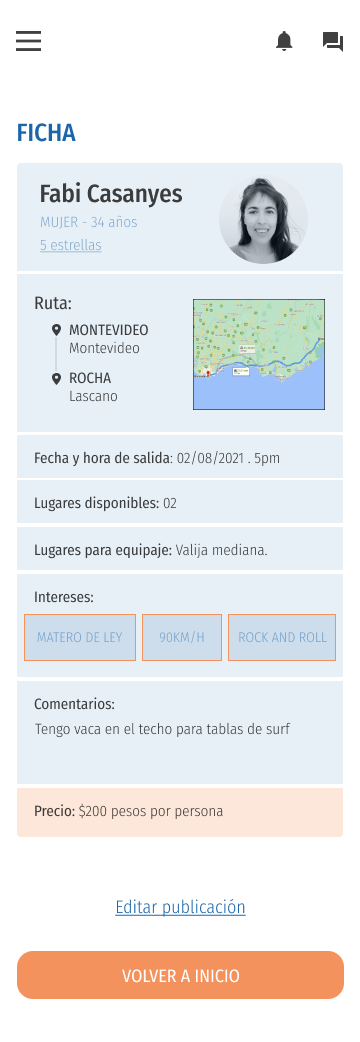 FICHA
Fabi Casanyes
MUJER - 34 años
5 estrellas
Ruta:
MONTEVIDEO
Montevideo
ROCHA
Lascano
Fecha y hora de salida: 02/08/2021 . 5pm
Lugares disponibles: 02
Lugares para equipaje: Valija mediana.
Intereses:
MATERO DE LEY
90KM/H
ROCK AND ROLL
Comentarios:
Tengo vaca en el techo para tablas de surf
Precio: $200 pesos por persona
Editar publicación
VOLVER A INICIO